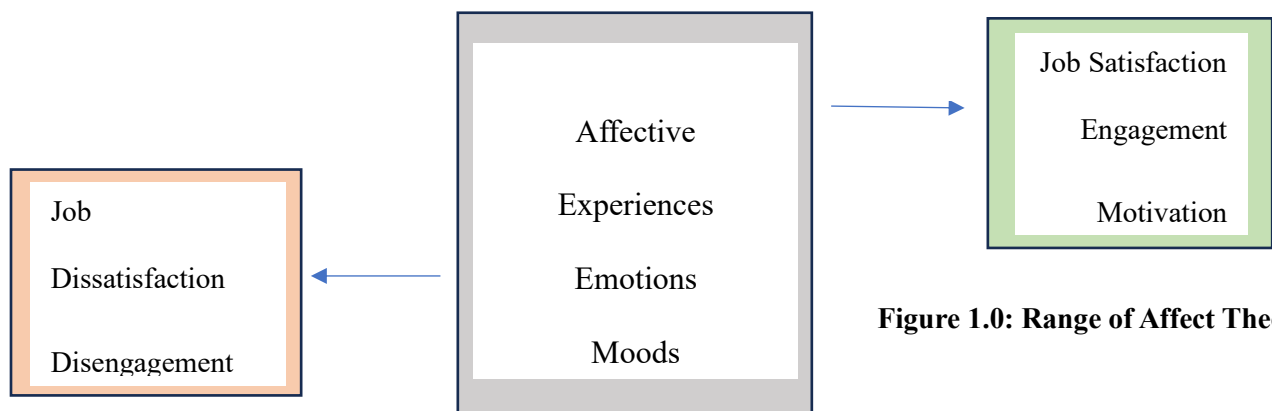 Job Satisfaction
Engagement
Motivation
Affective
Experiences
Emotions
Moods
Job
Dissatisfaction
Disengagement
Figure 1.0: Range of Affect